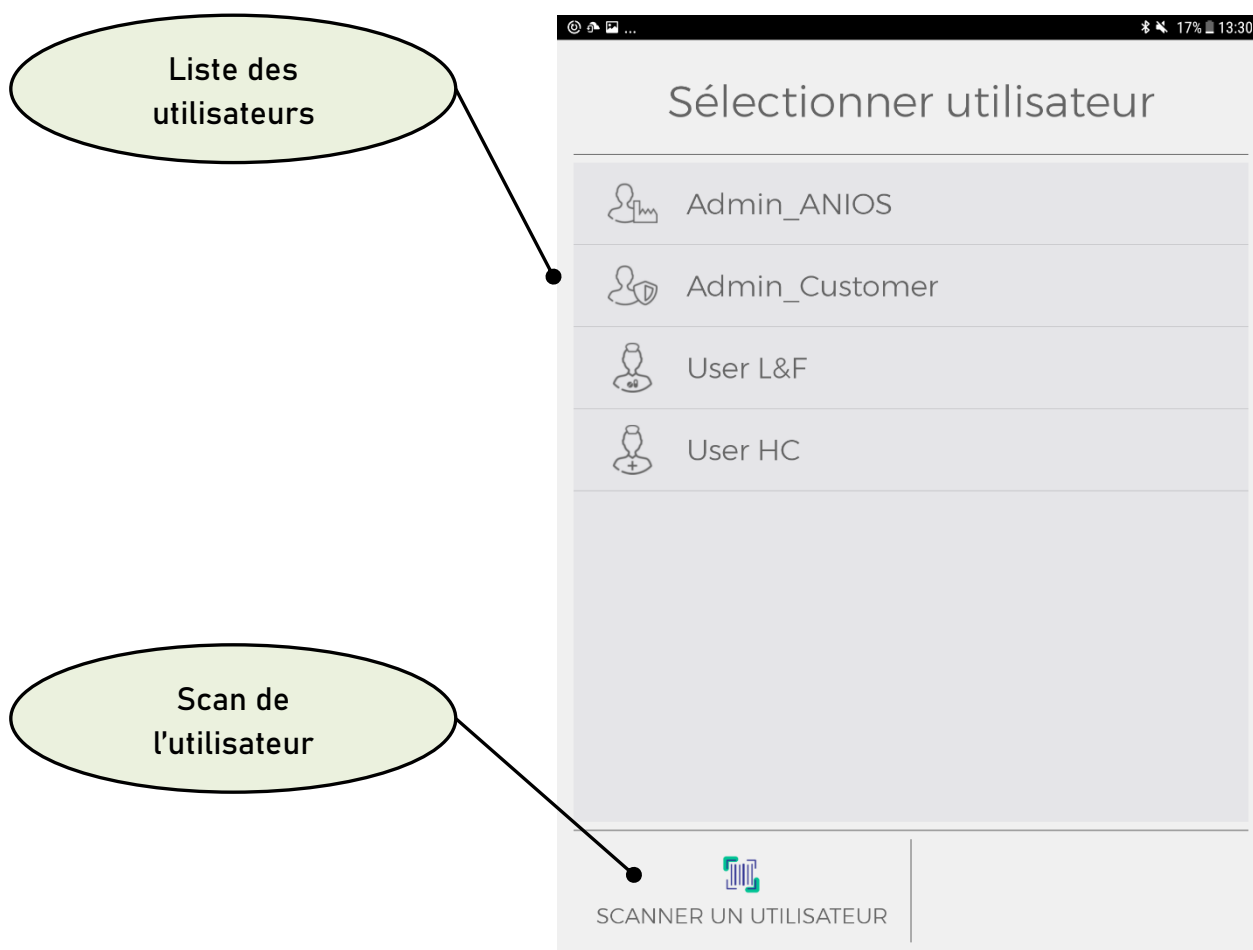 Liste des
utilisateurs
... 17% 13:30
Sélectionner utilisateur
Admin_ANIOS
Admin_Customer
User L&F
User HC
Scan de
l'utilisateur
SCANNER UN UTILISATEUR